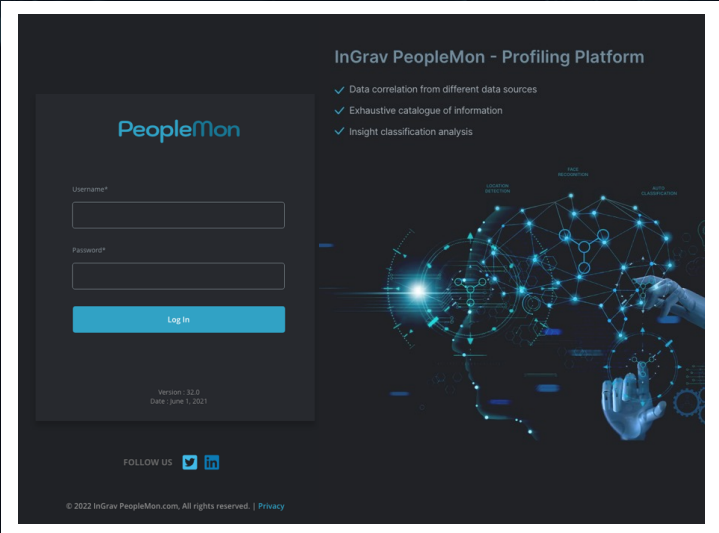 InGrav PeopleMon - Profiling Platform
Data correlation from different data sources
Exhaustive catalogue of information
Insight classification analysis
PeopleMon
Username*
Password*
Log In
Version : 32.0
Date : June 1, 2021
FACE
RECOGNITION
LOCATION
DETECTION
AUTO
CLASSIFICATION
FOLLOW US
© 2022 InGrav PeopleMon.com, All rights reserved. | Privacy